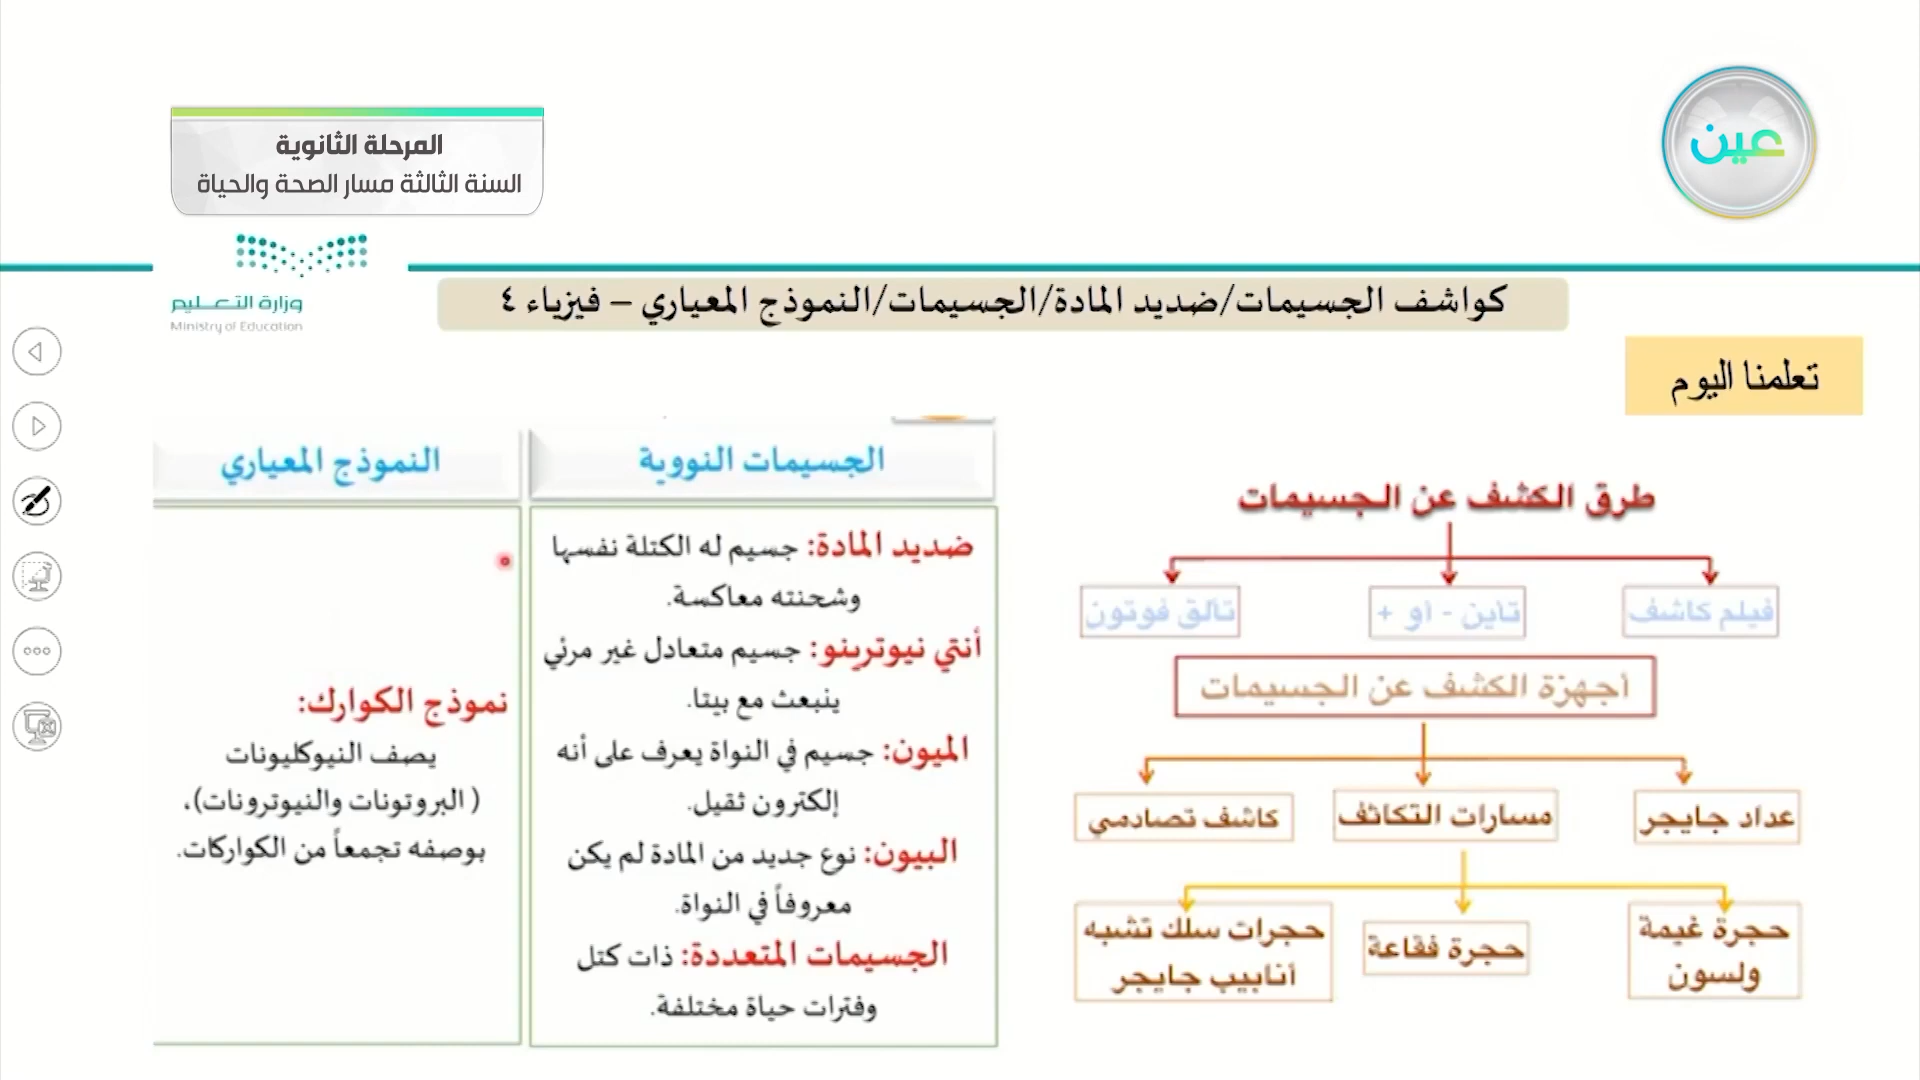 المرحلة الثانوية
السنة الثالثة مسار الصحة والحياة
عين
وزارة التعليم
Ministry of Education
كواشف الجسيمات/ضديد المادة/الجسيمات/النموذج المعياري – فيزياء ٤
تعلمنا اليوم
طرق الكشف عن الجسيمات
فيلم كاشف
تأين - أو +
تألق فوتون
أجهزة الكشف عن الجسيمات
عداد جايجر
مسارات التكاثف
كاشف تصادمي
حجرة غيمة
ولسون
حجرة فقاعة
حجرات سلك تشبه
أنابيب جايجر
الجسيمات النووية
ضديد المادة: جسيم له الكتلة نفسها
وشحنته معاكسة.
أنتي نيوترينو: جسيم متعادل غير مرئي
ينبعث مع بيتا.
الميون: جسيم في النواة يعرف على أنه
إلكترون ثقيل.
البيون: نوع جديد من المادة لم يكن
معروفاً في النواة.
الجسيمات المتعددة: ذات كتل
وفترات حياة مختلفة.
النموذج المعياري
نموذج الكوارك:
يصف النيوكليونات
( البروتونات والنيوترونات)،
بوصفه تجمعاً من الكواركات.